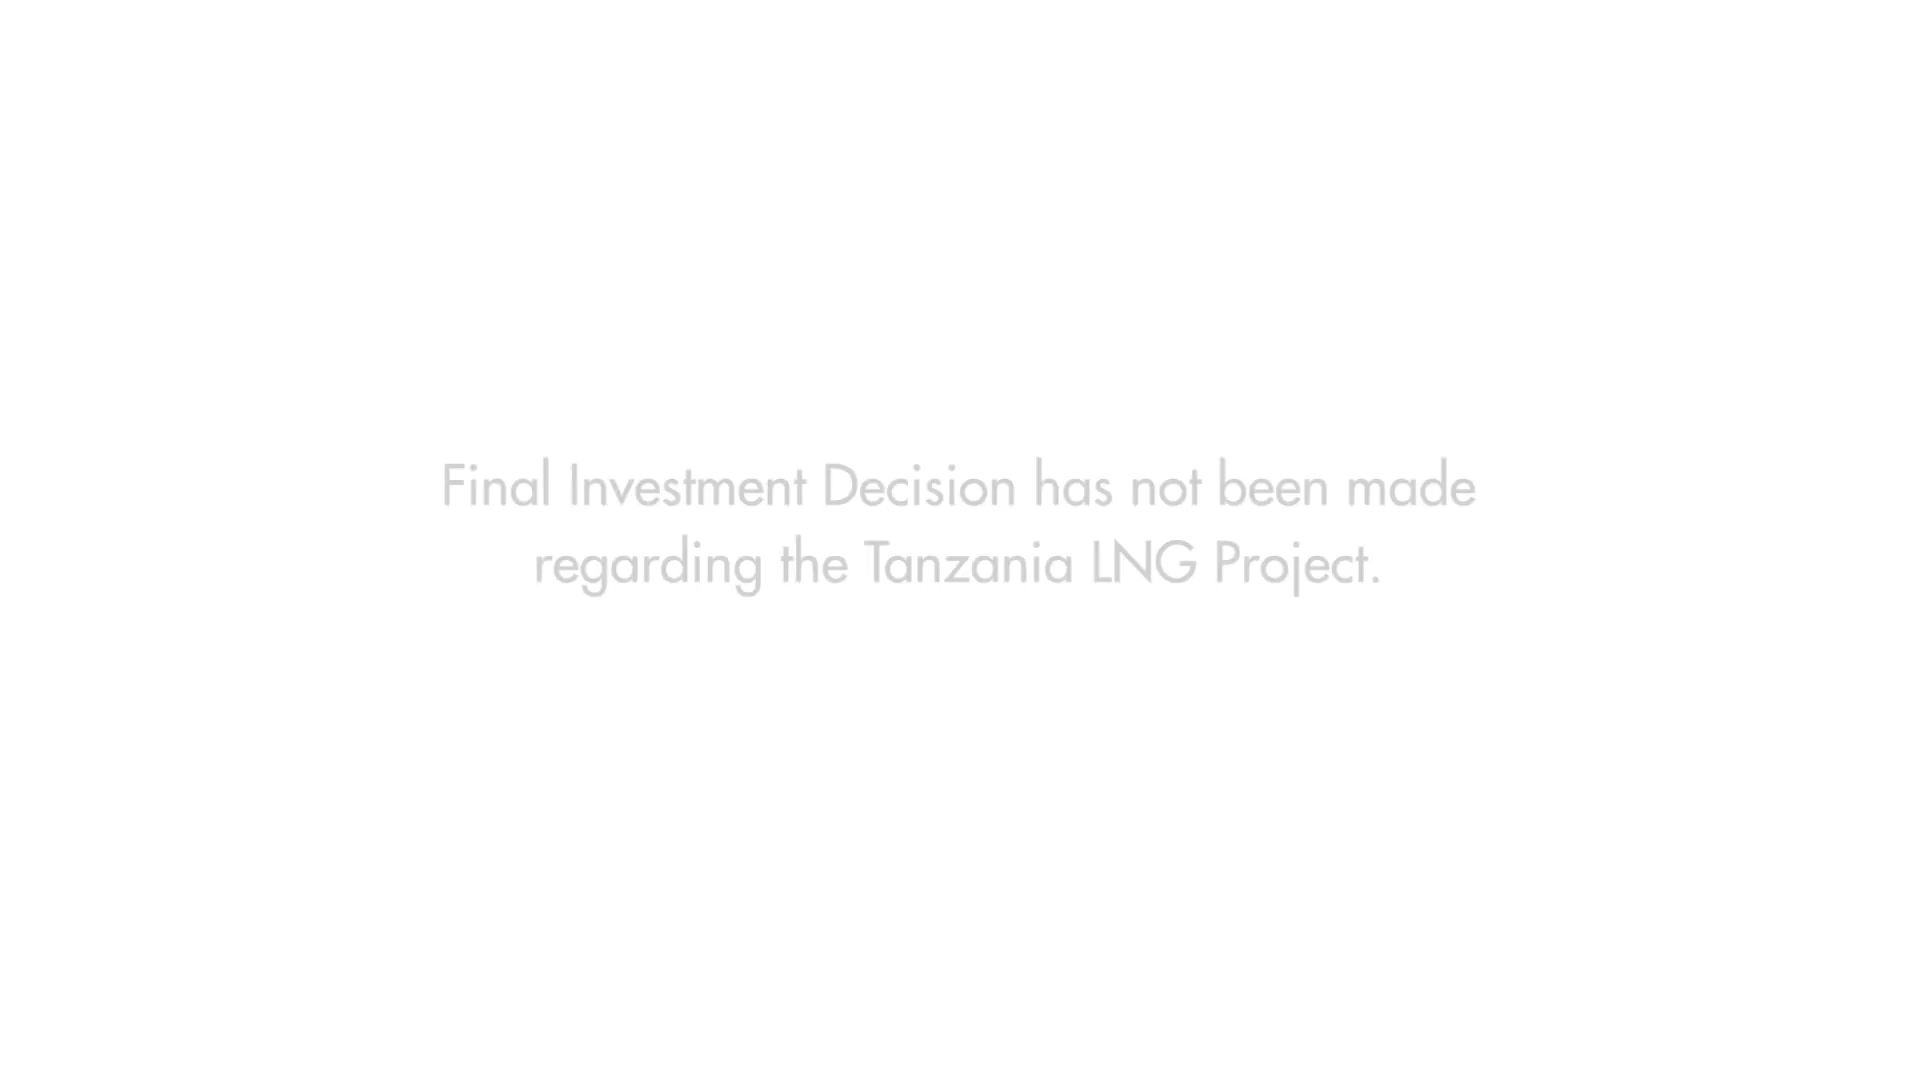 Final Investment Decision has not been made
regarding the Tanzania LNG Project.